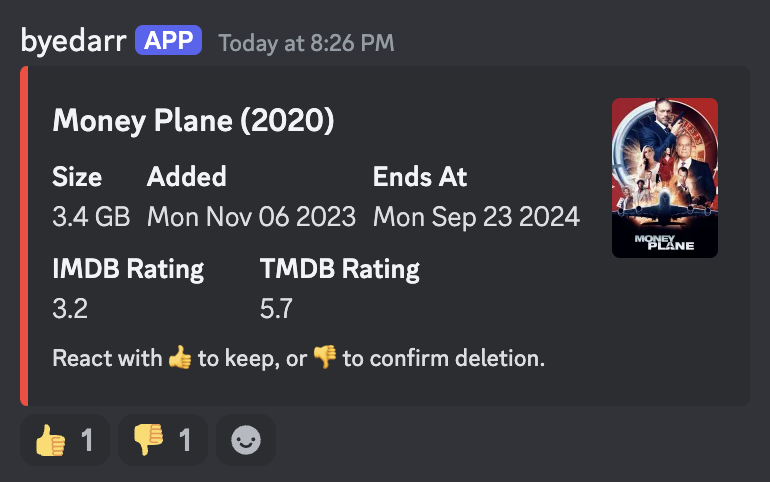 byedarr APP Today at 8:26 PM
Money Plane (2020)
Size Added Ends At
3.4 GB Mon Nov 06 2023 Mon Sep 23 2024
IMDB Rating TMDB Rating
3.2 5.7
React with 👍 to keep, or 👎 to confirm deletion.
MONEY
PLANE
👍 1 👎 1